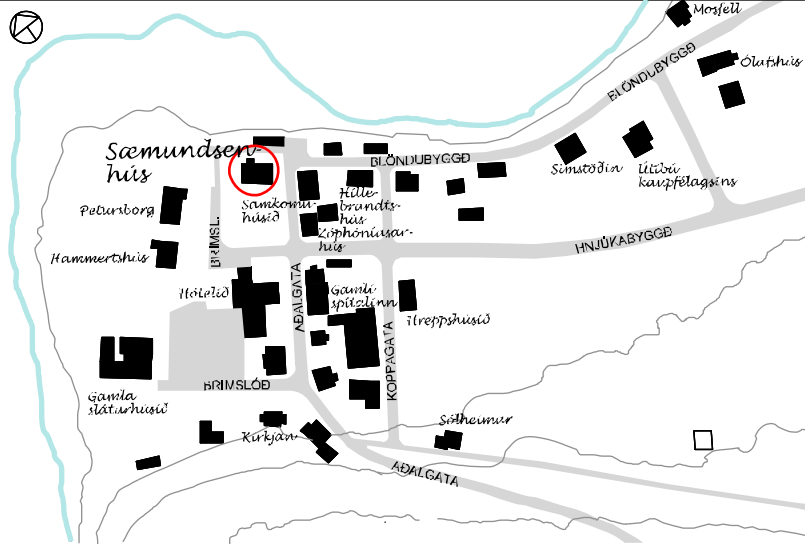 Mosfell
Ólafshús
BLÖNDUBYGGÐ
Sæmundsen-
hús
BLÖNDUBYGGÐ
Símstöðin
Útibú
kaupfélagsins
Pétursborg
Samkomu-
húsið
Hille-
brandts-
hús
Zóphóníasar-
hús
BRIMSL.
HNJÚKABYGGÐ
Hammertshús
Hótelið
AÐALGATA
Gamli
spítalinn
Hreppshúsið
KOPPAGATA
BRIMSLÓÐ
Gamla
sláturhúsið
Kirkjan
Sólheimar
AÐALGATA